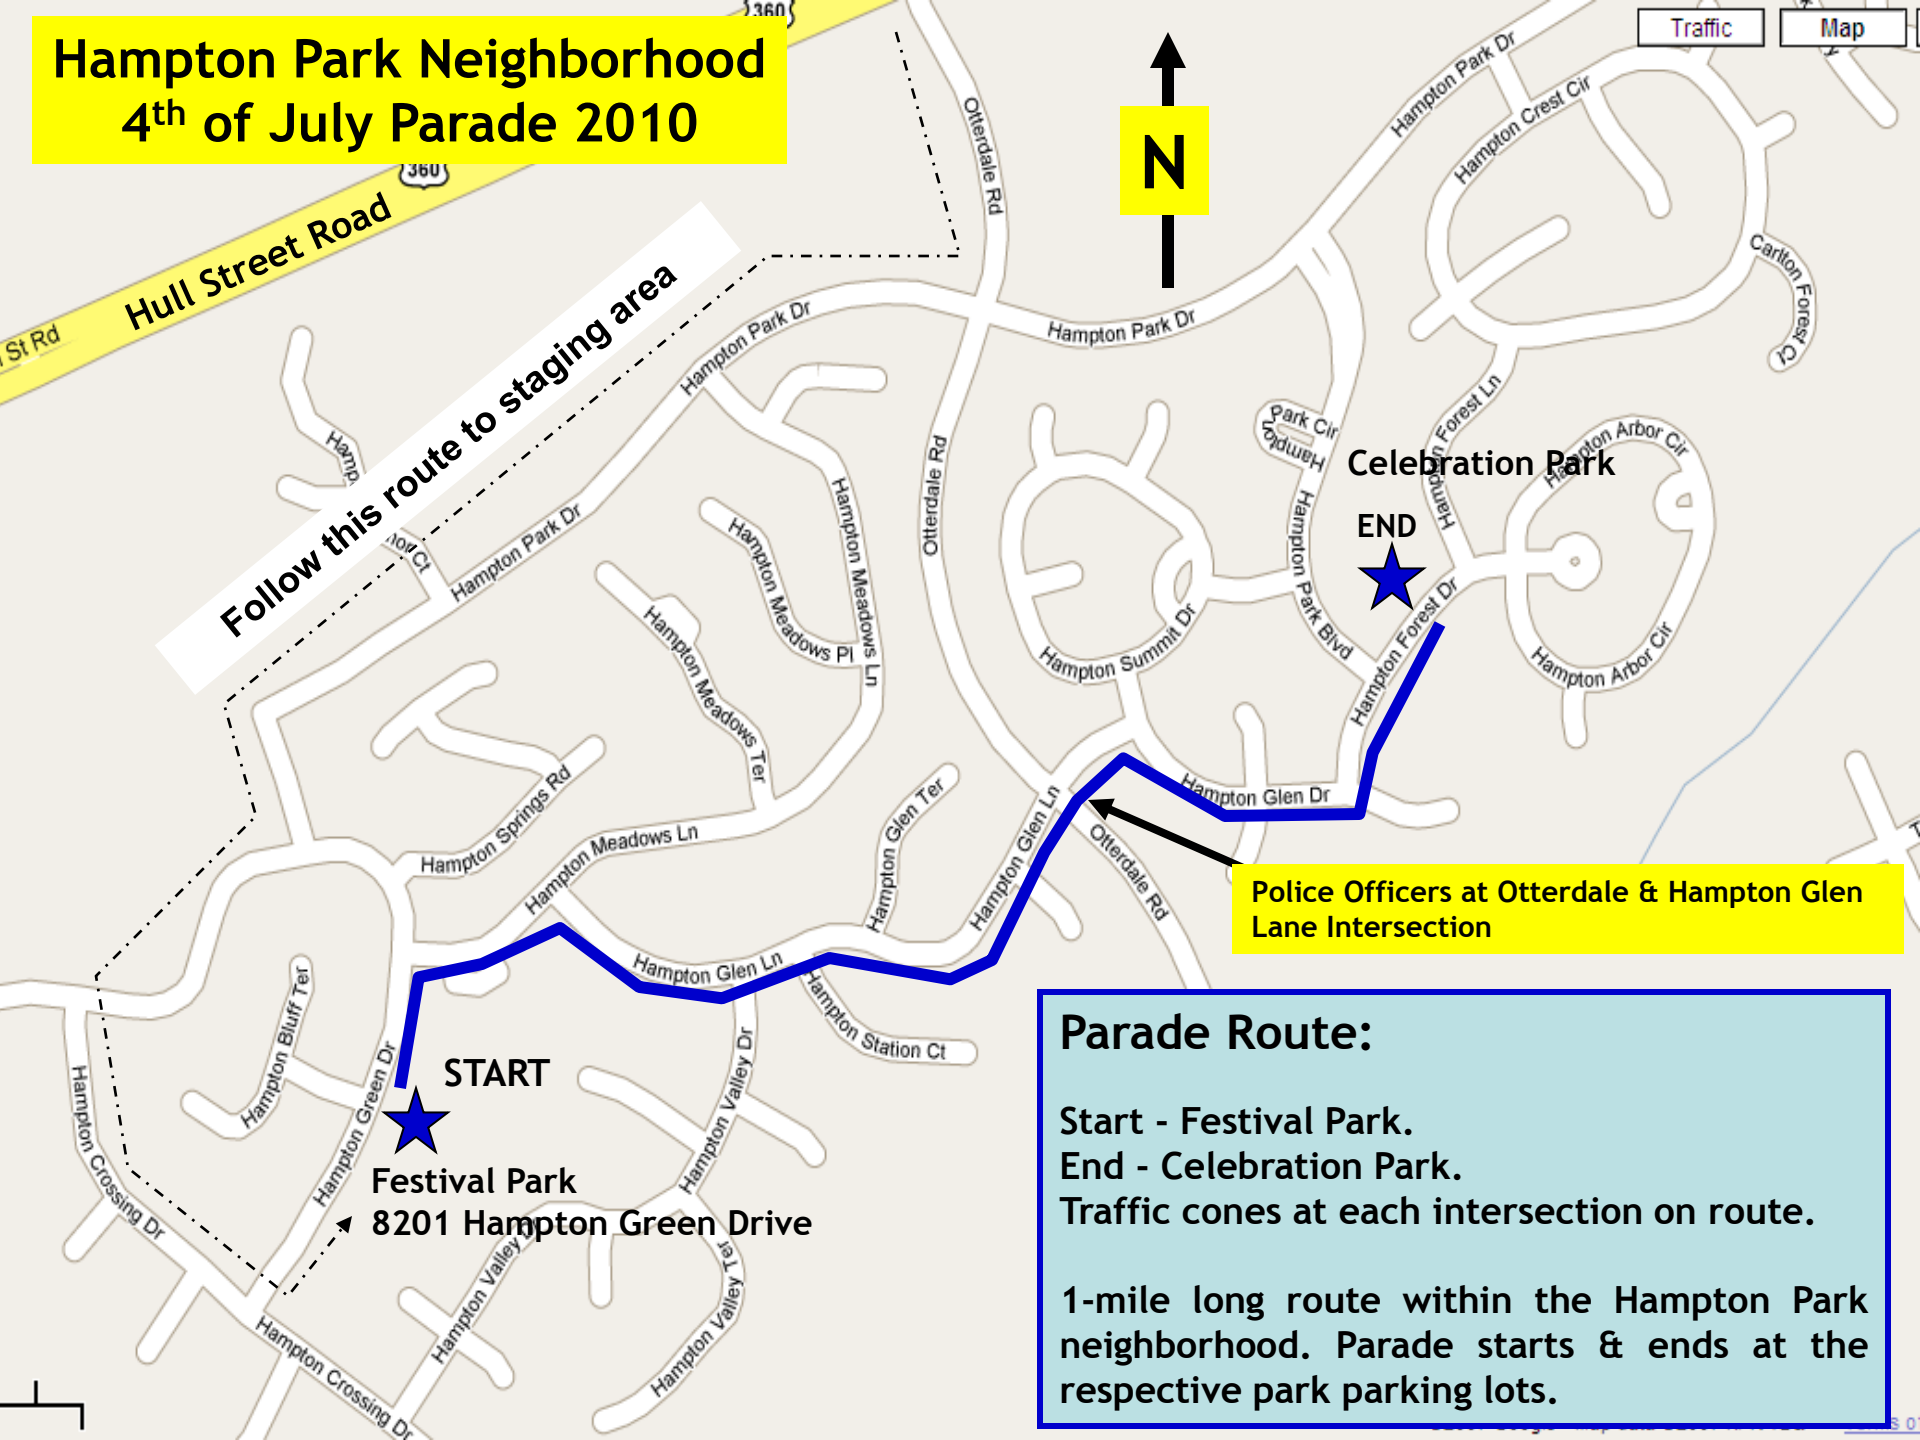 360
Hampton Park Neighborhood
4th of July Parade 2010
Traffic
Map
360
Hull Street Road
St Rd
N
Follow this route to staging area
Otterdale Rd
Hampton Park Dr
Hampton Crest Cir
Carlton Forest Ct
Hampton Park Dr
Hampton Park Dr
Hampton Park Dr
Otterdale Rd
Park Cir
Hampton
Hampton Forest Ln
Hampton Arbor Cir
Celebration Park
END
Hampton Meadows Ln
Hampton Meadows Pl
Hampton Meadows Ter
Hampton Park Blvd
Hampton Summit Dr
Hampton Forest Dr
Hampton Arbor Cir
Hampton Springs Rd
Hampton Meadows Ln
Hampton Glen Ter
Hampton Glen Ln
Hampton Glen Dr
Otterdale Rd
Police Officers at Otterdale & Hampton Glen
Lane Intersection
Hampton Glen Ln
Hampton Station Ct
Hampton Bluff Ter
Hampton Green Dr
Hampton Crossing Dr
Hampton Valley Dr
START
Festival Park
8201 Hampton Green Drive
Hampton Valley D
Hampton Valley Ter
Hampton Crossing Dr
Parade Route:
Start - Festival Park.
End - Celebration Park.
Traffic cones at each intersection on route.
1-mile long route within the Hampton Park
neighborhood. Parade starts & ends at the
respective park parking lots.